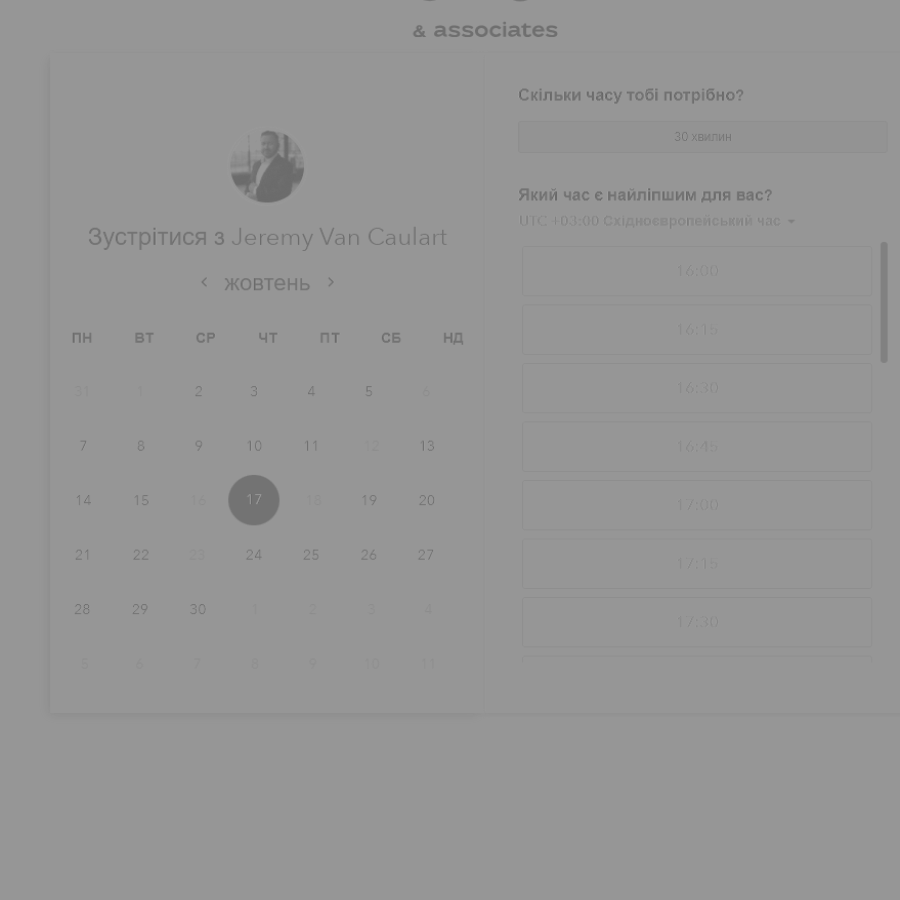 & associates
Зустрітися з Jeremy Van Caulart
жовтень
ПН ВТ СР ЧТ ПТ СБ НД
31 1 2 3 4 5 6
7 8 9 10 11 12 13
14 15 16 17 18 19 20
21 22 23 24 25 26 27
28 29 30 1 2 3 4
5 6 7 8 9 10 11
Скільки часу тобі потрібно?
30 хвилин
Який час є найліпшим для вас?
UTC +03:00 Східноєвропейський час
16:00
16:15
16:30
16:45
17:00
17:15
17:30